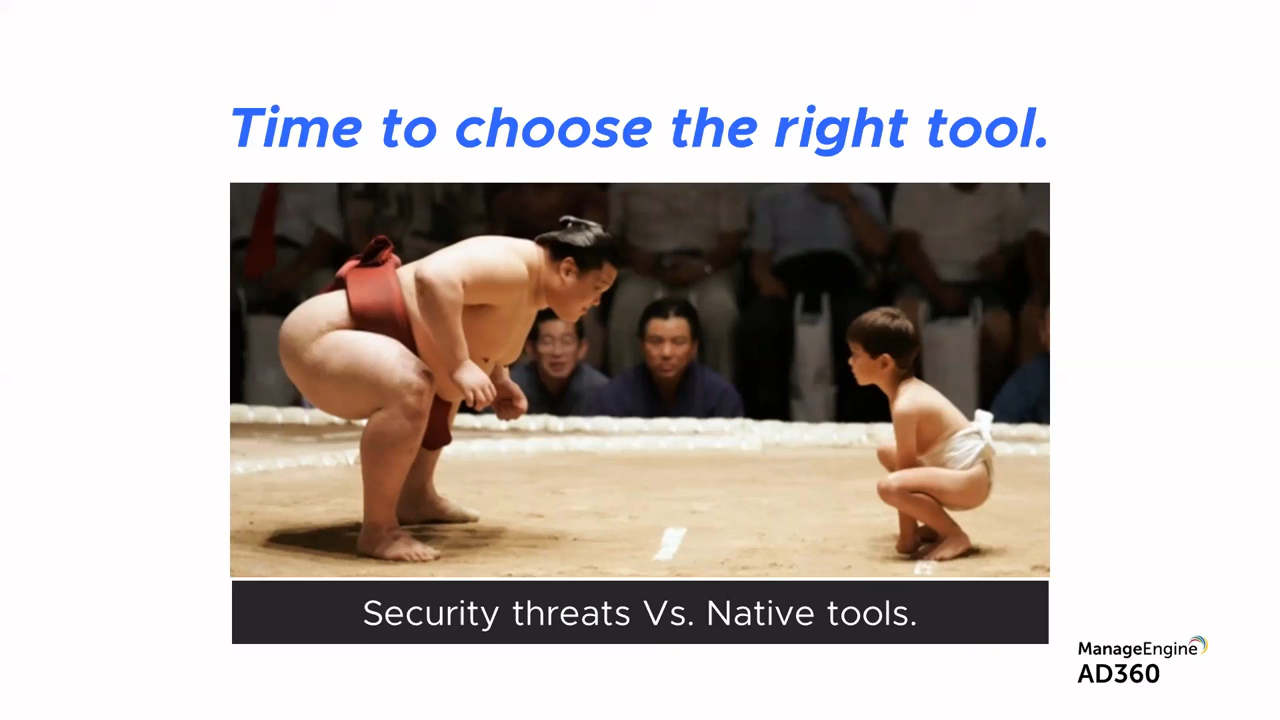 Time to choose the right tool.
Security threats Vs. Native tools.
ManageEngine
AD360